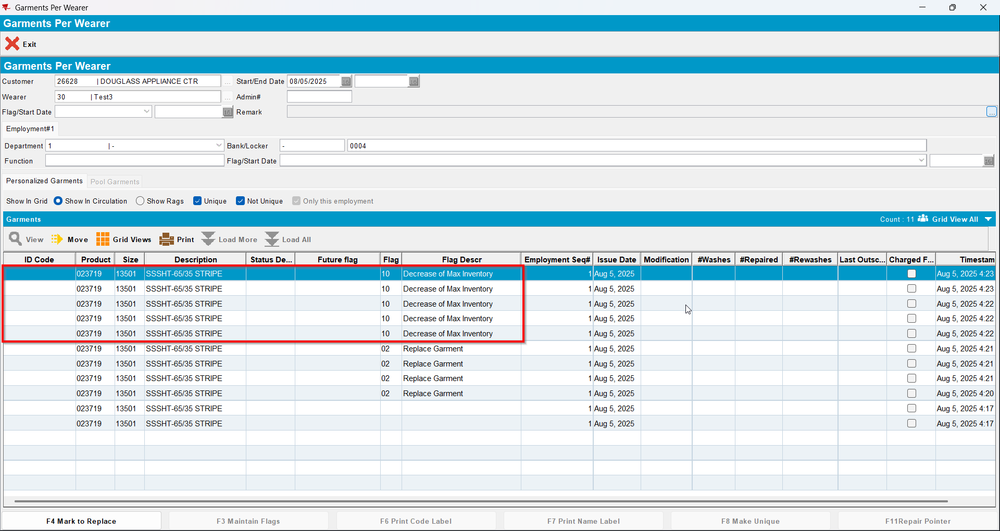 Garments Per Wearer
Garments Per Wearer
Exit
Garments Per Wearer
Customer 26628 | DOUGLASS APPLIANCE CTR ... Start/End Date 08/05/2025
Wearer 30 | Test3 ... Admin#
Flag/Start Date Remark ...
Employment#1
Department 1 | - Bank/Locker - 0004
Function Flag/Start Date
Personalized Garments Pool Garments
Show In Grid Show In Circulation Show Rags Unique Not Unique Only this employment
Garments Count : 11 Grid View All
View Move Grid Views Print Load More Load All
ID Code Product Size Description Status De... Future flag Flag Flag Descr Employment Seq# Issue Date Modification #Washes #Repaired #Rewashes Last Outsc... Charged F... Timestam
023719 13501 SSSHT-65/35 STRIPE 10 Decrease of Max Inventory 1 Aug 5, 2025 Aug 5, 2025 4:23
023719 13501 SSSHT-65/35 STRIPE 10 Decrease of Max Inventory 1 Aug 5, 2025 Aug 5, 2025 4:23
023719 13501 SSSHT-65/35 STRIPE 10 Decrease of Max Inventory 1 Aug 5, 2025 Aug 5, 2025 4:22
023719 13501 SSSHT-65/35 STRIPE 10 Decrease of Max Inventory 1 Aug 5, 2025 Aug 5, 2025 4:22
023719 13501 SSSHT-65/35 STRIPE 10 Decrease of Max Inventory 1 Aug 5, 2025 Aug 5, 2025 4:22
023719 13501 SSSHT-65/35 STRIPE 02 Replace Garment 1 Aug 5, 2025 Aug 5, 2025 4:21
023719 13501 SSSHT-65/35 STRIPE 02 Replace Garment 1 Aug 5, 2025 Aug 5, 2025 4:21
023719 13501 SSSHT-65/35 STRIPE 02 Replace Garment 1 Aug 5, 2025 Aug 5, 2025 4:21
023719 13501 SSSHT-65/35 STRIPE 02 Replace Garment 1 Aug 5, 2025 Aug 5, 2025 4:20
023719 13501 SSSHT-65/35 STRIPE 1 Aug 5, 2025 Aug 5, 2025 4:17
023719 13501 SSSHT-65/35 STRIPE 1 Aug 5, 2025 Aug 5, 2025 4:17
F4 Mark to Replace F3 Maintain Flags F6 Print Code Label F7 Print Name Label F8 Make Unique F11Repair Pointer